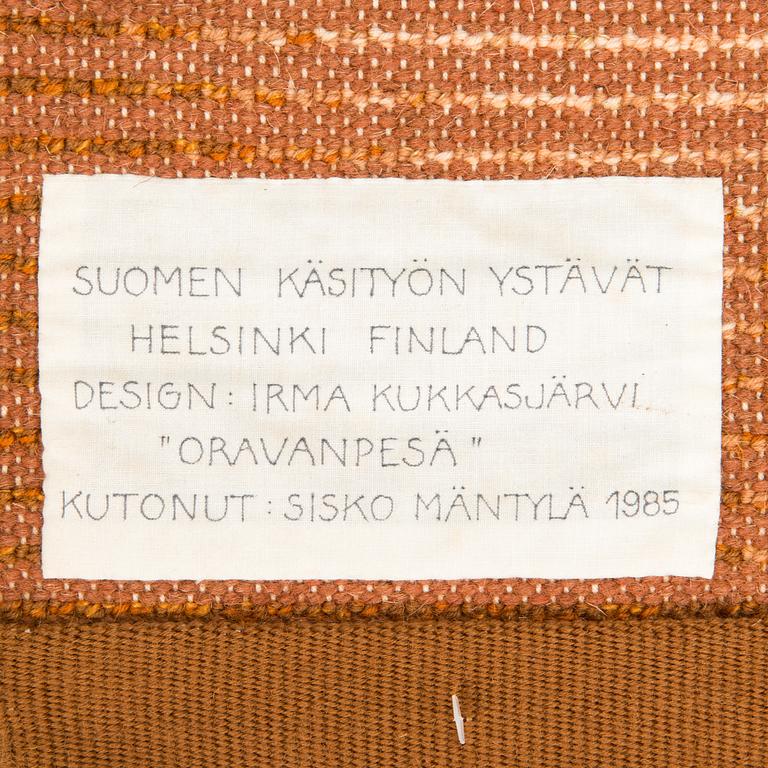 SUOMEN KÄSITYÖN YSTÄVÄT
HELSINKI FINLAND
DESIGN: IRMA KUKKASJÄRVI
"ORAVANPESÄ"
KUTONUT: SISKO MÄNTYLÄ 1985